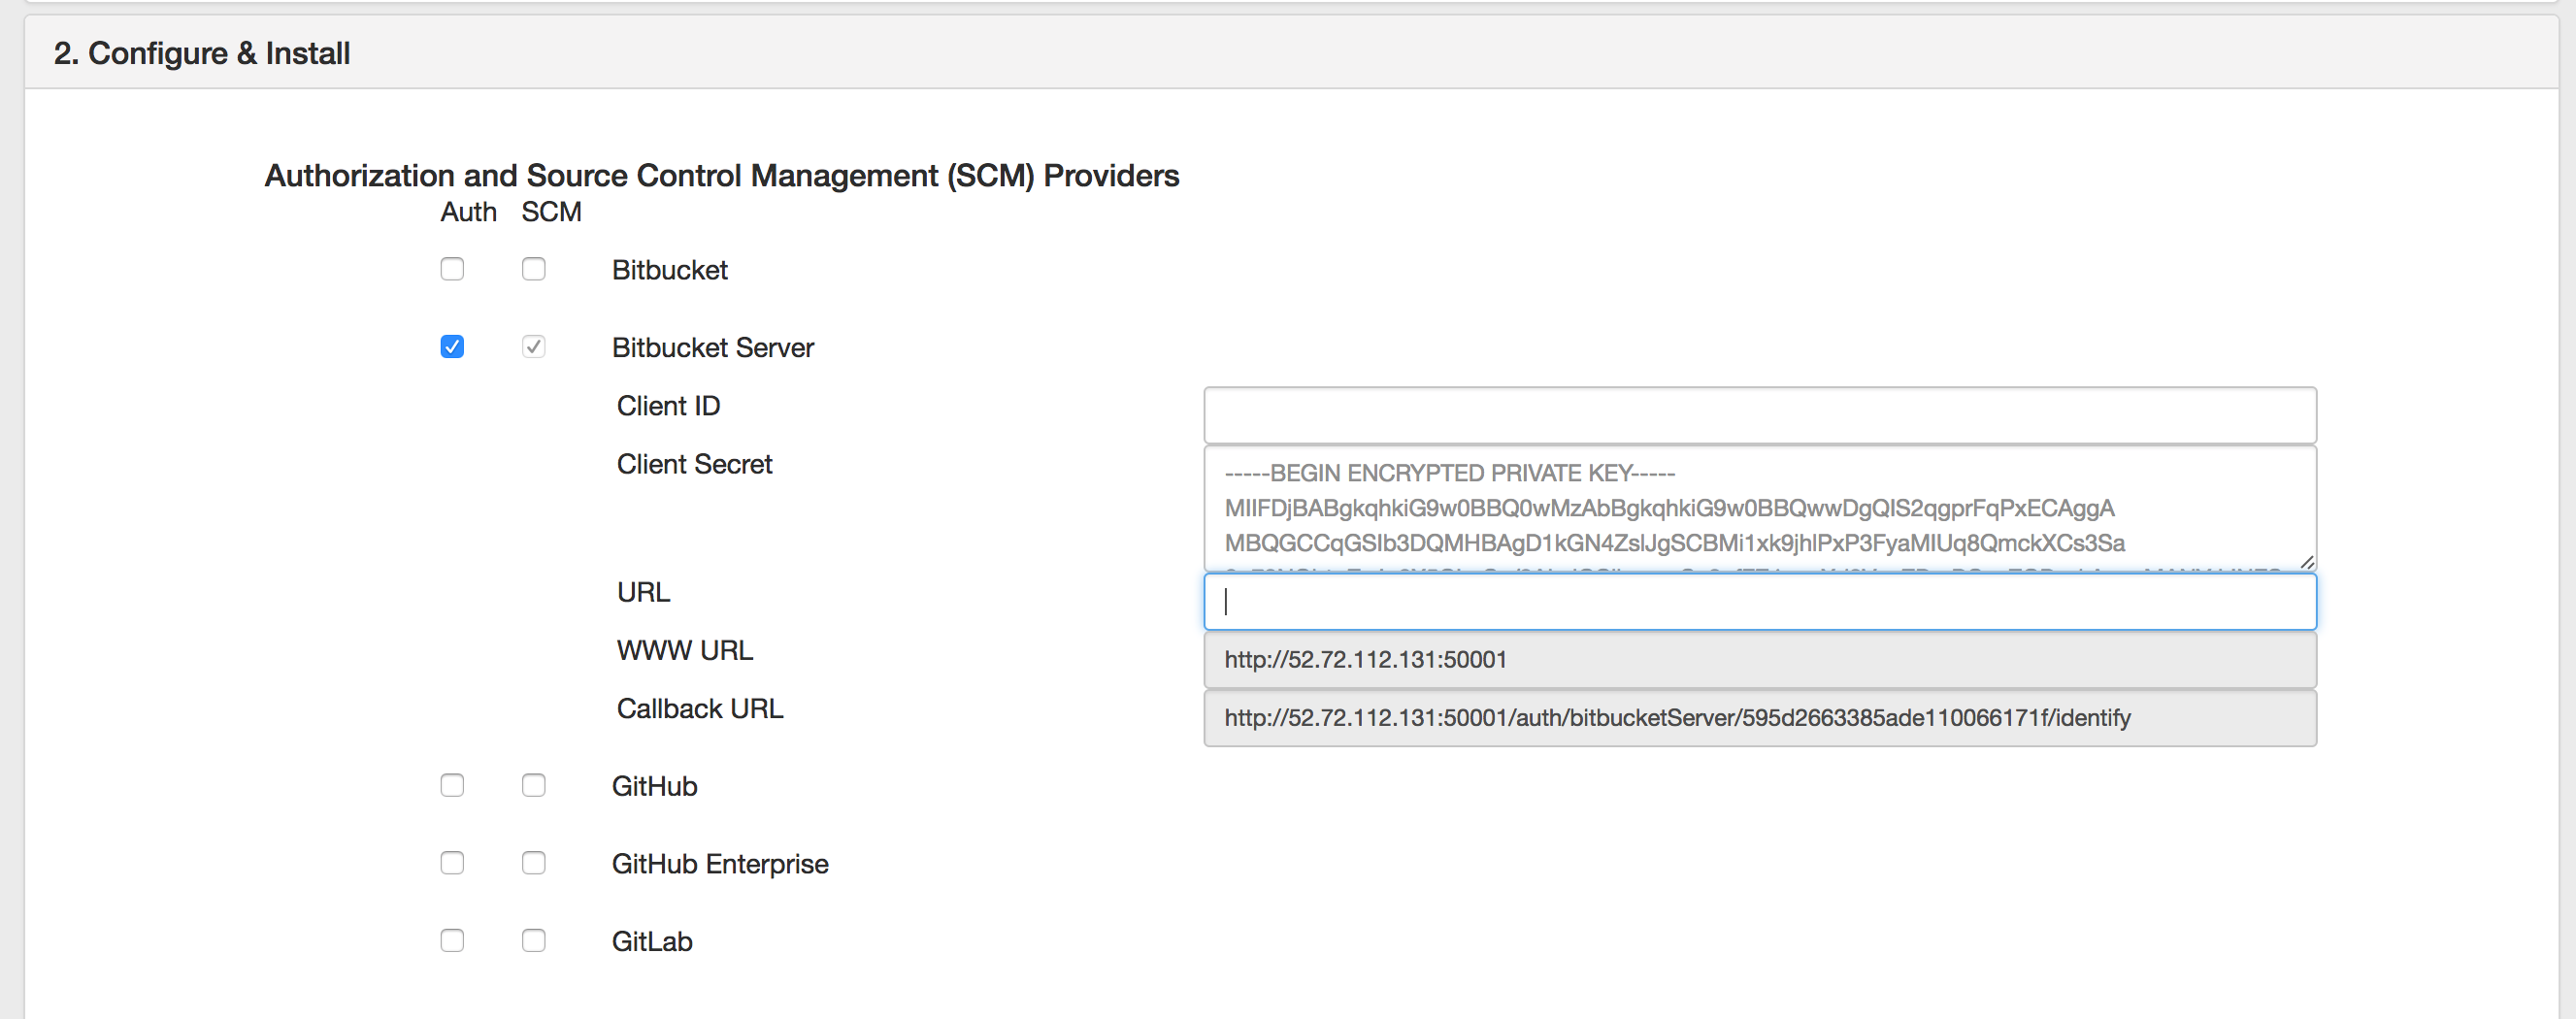 2. Configure & Install
Authorization and Source Control Management (SCM) Providers
Auth SCM
Bitbucket
Bitbucket Server
Client ID
Client Secret
-----BEGIN ENCRYPTED PRIVATE KEY-----
MIIFDjBABgkqhkiG9w0BBQ0wMzAbBgkqhkiG9w0BBQwwDgQIS2qgprFqPxECAggA
MBQGCCqGSIb3DQMHBAgD1kGN4ZslJgSCBMi1xk9jhlPxP3FyaMIUq8QmckXCs3Sa
URL
WWW URL
http://52.72.112.131:50001
Callback URL
http://52.72.112.131:50001/auth/bitbucketServer/595d2663385ade110066171f/identify
GitHub
GitHub Enterprise
GitLab